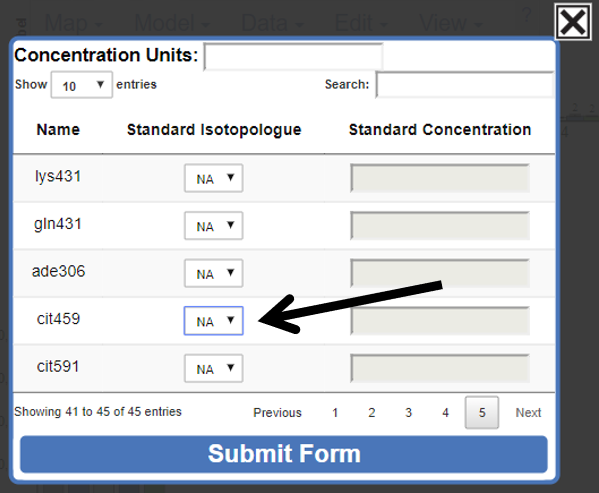 Map Model Data Edit View ?
Concentration Units:
Show 10 entries Search:
Name Standard Isotopologue Standard Concentration
lys431 NA
gln431 NA
ade306 NA
cit459 NA
cit591 NA
Showing 41 to 45 of 45 entries Previous 1 2 3 4 5 Next
Submit Form